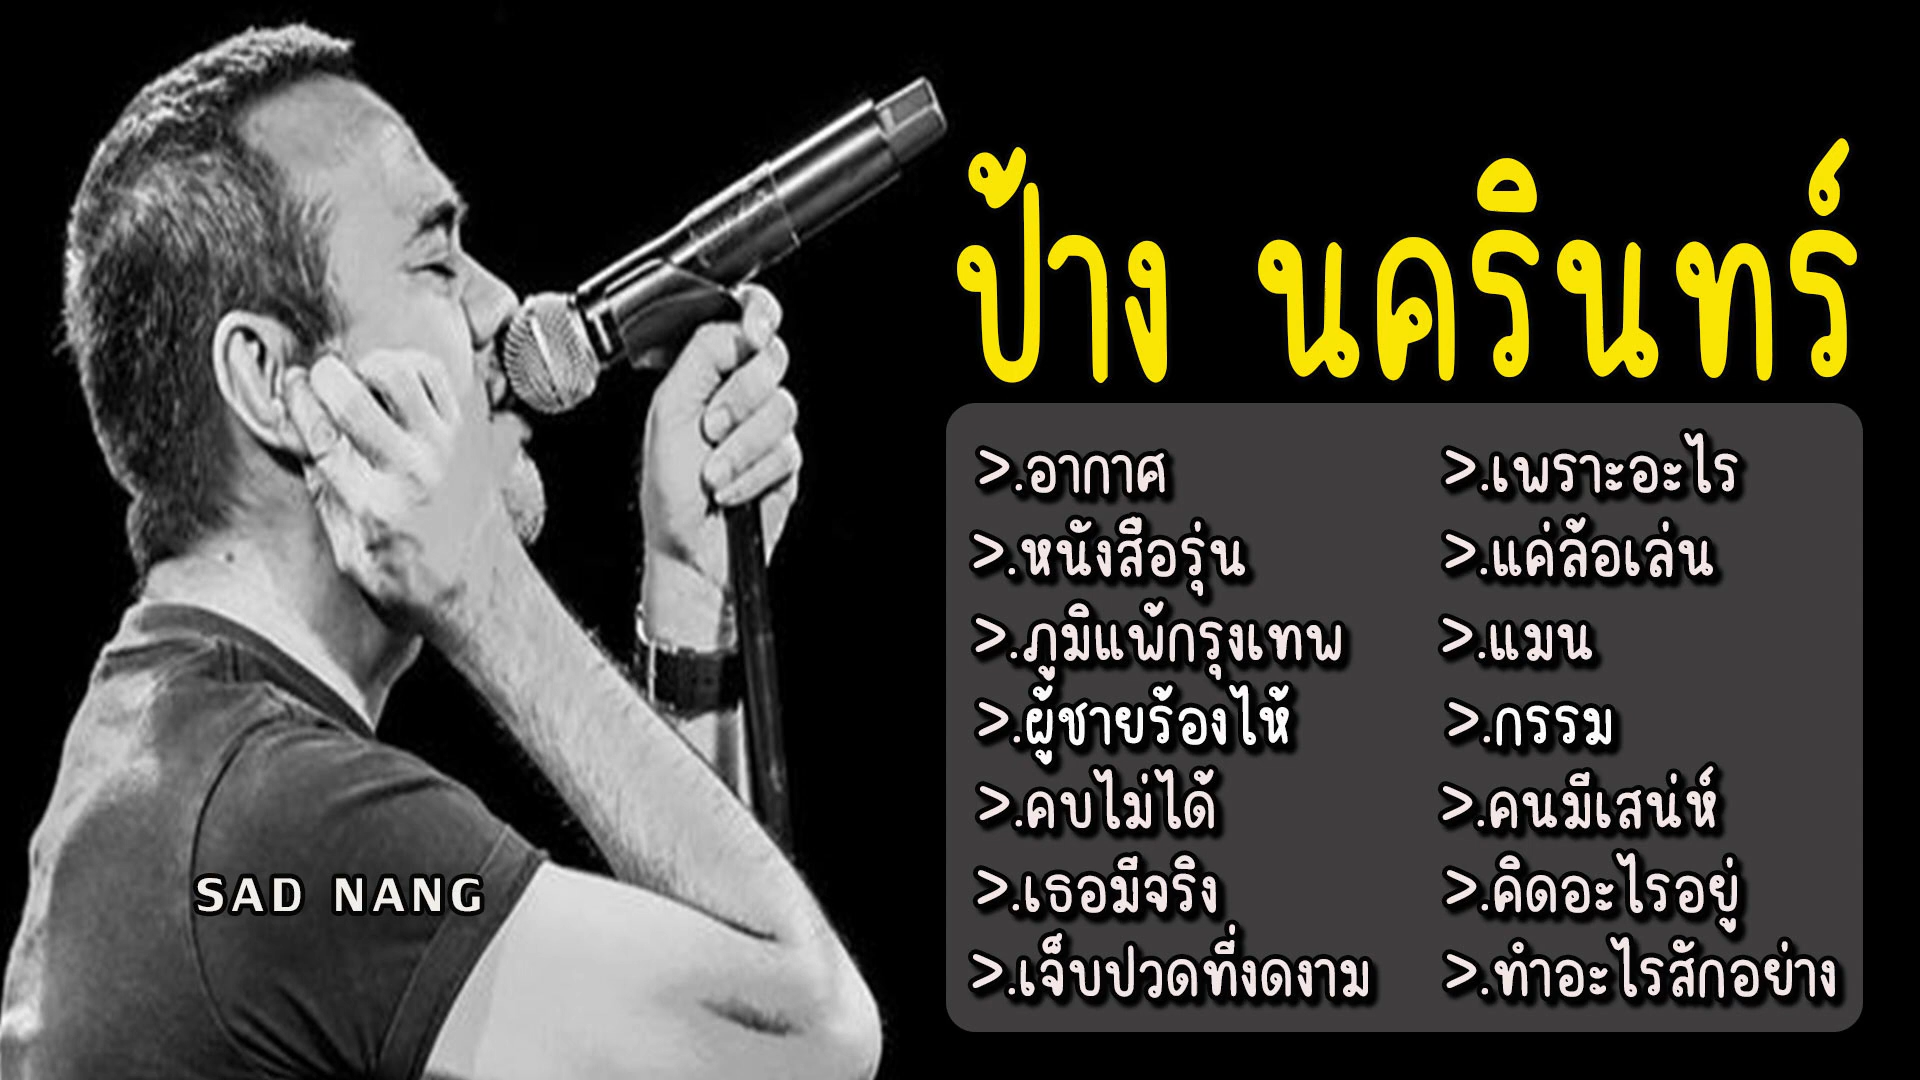 ป้าง นครินทร์
>.อากาศ
>.หนังสือรุ่น
>.ภูมิแพ้กรุงเทพ
>.ผู้ชายร้องไห้
>.คบไม่ได้
>.เธอมีจริง
>.เจ็บปวดที่งดงาม
>.เพราะอะไร
>.แค่ล้อเล่น
>.แมน
>.กรรม
>.คนมีเสน่ห์
>.คิดอะไรอยู่
>.ทำอะไรสักอย่าง
SAD NANG